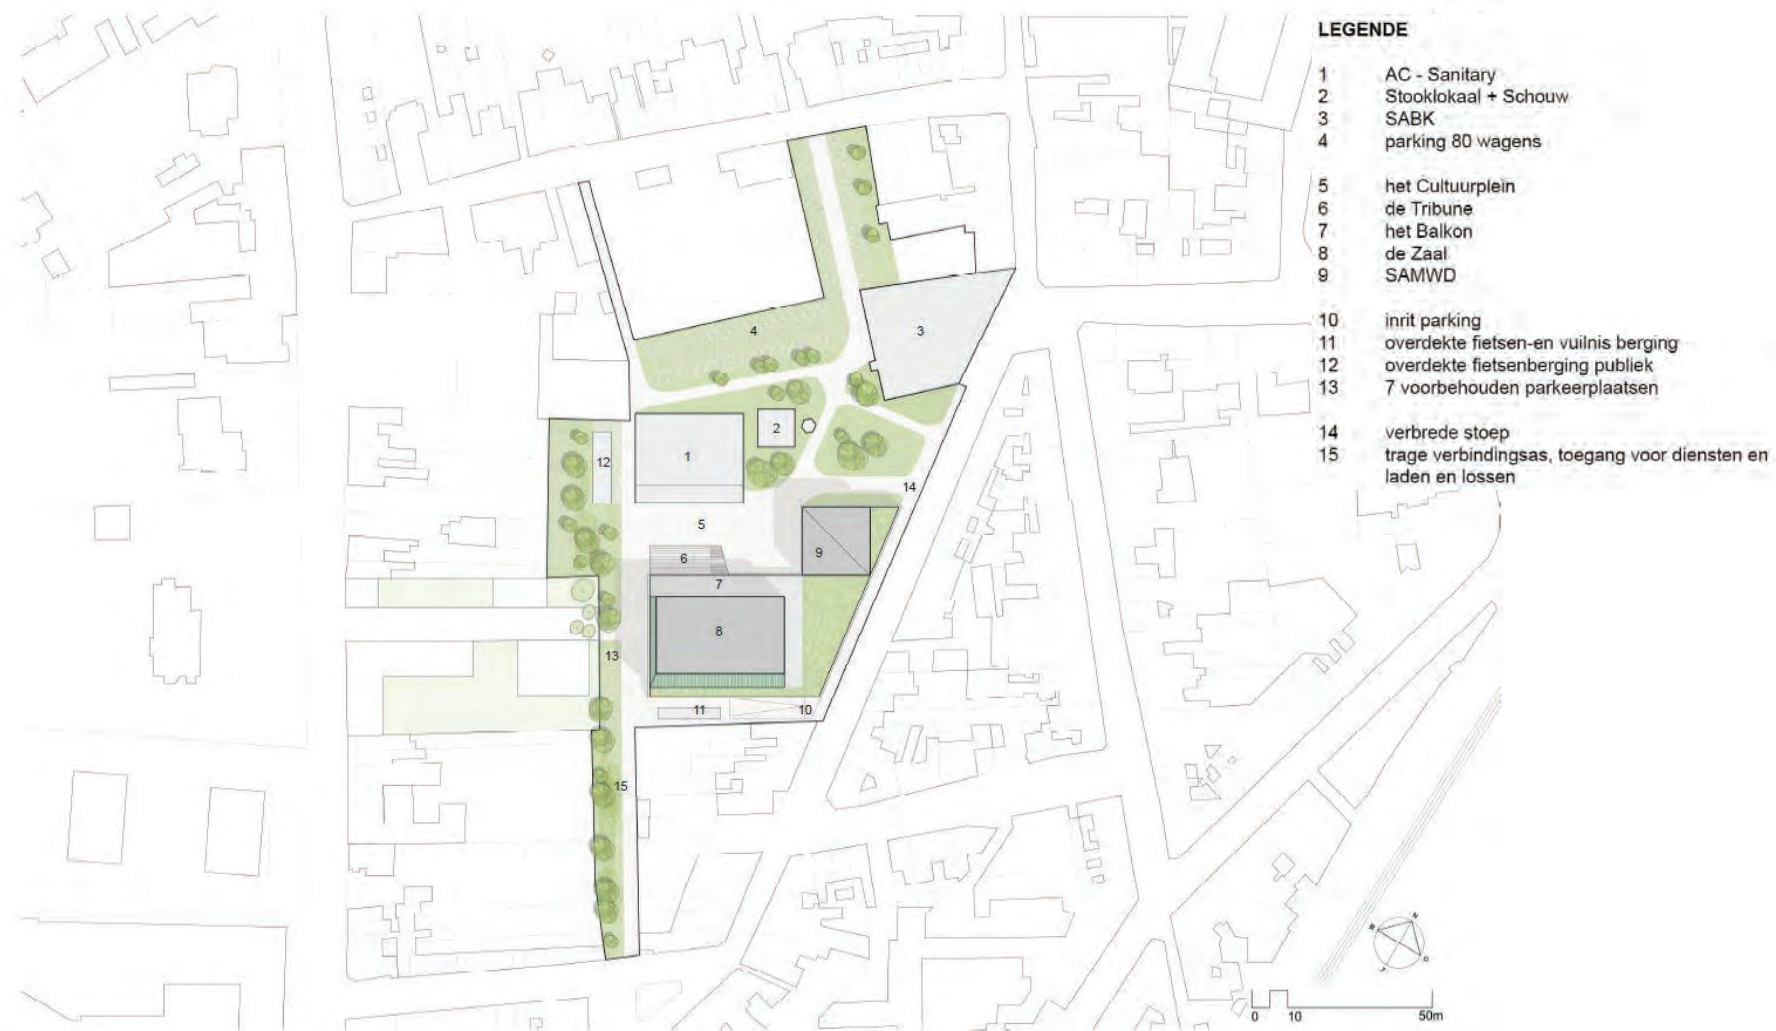 LEGENDE
1 AC - Sanitary
2 Stooklokaal + Schouw
3 SABK
4 parking 80 wagens
5 het Cultuurplein
6 de Tribune
7 het Balkon
8 de Zaal
9 SAMWD
10 inrit parking
11 overdekte fietsen-en vuilnis berging
12 overdekte fietsenberging publiek
13 7 voorbehouden parkeerplaatsen
14 verbrede stoep
15 trage verbindingsas, toegang voor diensten en
laden en lossen
4
3
2
1
12
14
5
9
6
7
8
13
11
10
15
N
0 10 50m